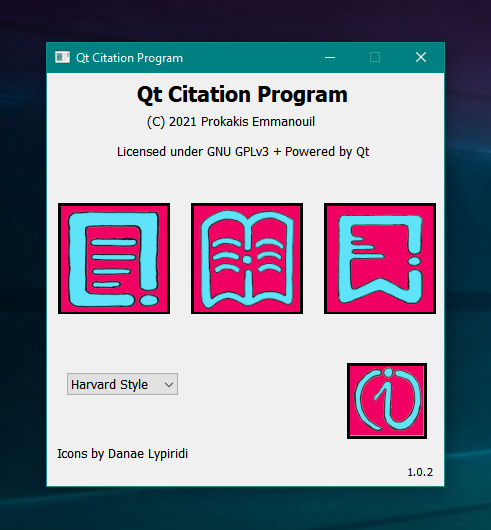 Qt Citation Program
Qt Citation Program
(C) 2021 Prokakis Emmanouil
Licensed under GNU GPLv3 + Powered by Qt
Harvard Style
Icons by Danae Lypiridi
1.0.2